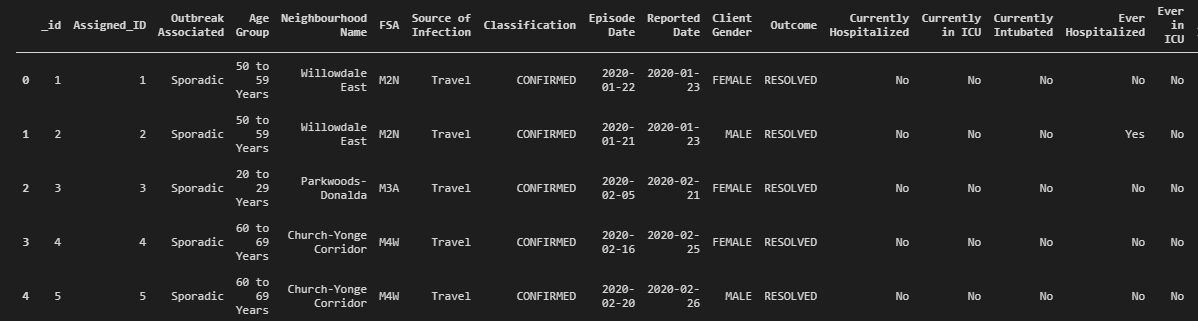 _id Assigned_ID Outbreak Associated Age Group Neighbourhood Name FSA Source of Infection Classification Episode Date Reported Date Client Gender Outcome Currently Hospitalized Currently in ICU Currently Intubated Ever Hospitalized Ever in ICU
0 1 1 Sporadic 50 to 59 Years Willowdale East M2N Travel CONFIRMED 2020-01-22 2020-01-23 FEMALE RESOLVED No No No No No
1 2 2 Sporadic 50 to 59 Years Willowdale East M2N Travel CONFIRMED 2020-01-21 2020-01-23 MALE RESOLVED No No No Yes No
2 3 3 Sporadic 20 to 29 Years Parkwoods-Donalda M3A Travel CONFIRMED 2020-02-05 2020-02-21 FEMALE RESOLVED No No No No No
3 4 4 Sporadic 60 to 69 Years Church-Yonge Corridor M4W Travel CONFIRMED 2020-02-16 2020-02-25 FEMALE RESOLVED No No No No No
4 5 5 Sporadic 60 to 69 Years Church-Yonge Corridor M4W Travel CONFIRMED 2020-02-20 2020-02-26 MALE RESOLVED No No No No No